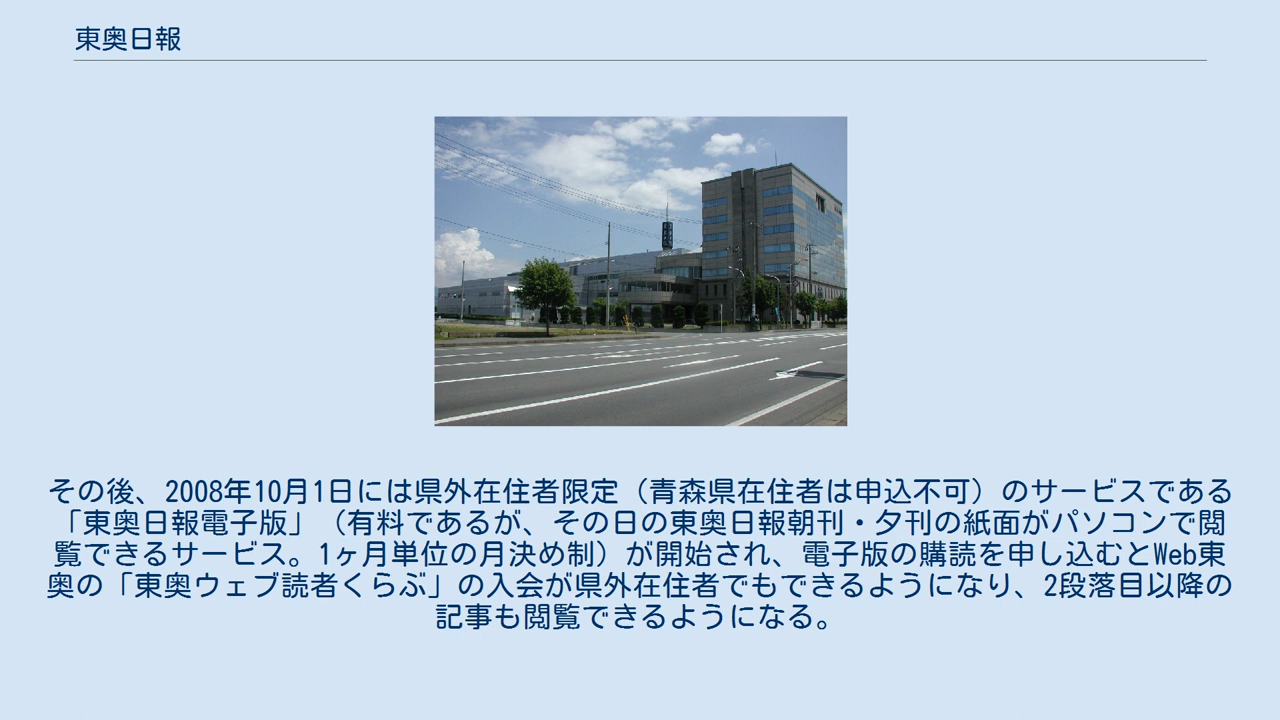 東奥日報
その後、2008年10月1日には県外在住者限定（青森県在住者は申込不可）のサービスである
「東奥日報電子版」（有料であるが、その日の東奥日報朝刊・夕刊の紙面がパソコンで閲
覧できるサービス。1ヶ月単位の月決め制）が開始され、電子版の購読を申し込むとWeb東
奥の「東奥ウェブ読者くらぶ」の入会が県外在住者でもできるようになり、2段落目以降の
記事も閲覧できるようになる。